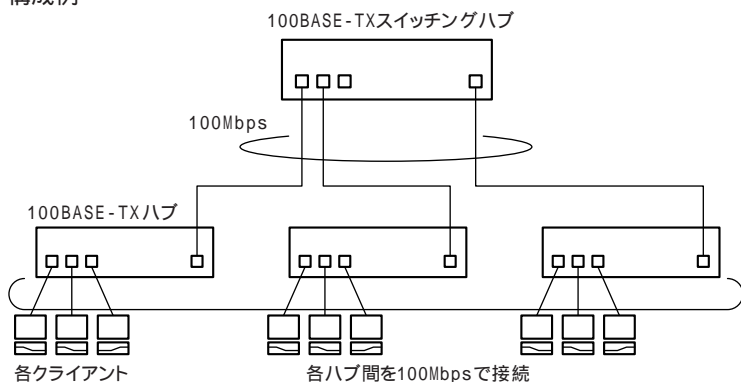 構成例
100BASE-TXスイッチングハブ
100Mbps
100BASE-TXハブ
各クライアント
各ハブ間を100Mbpsで接続